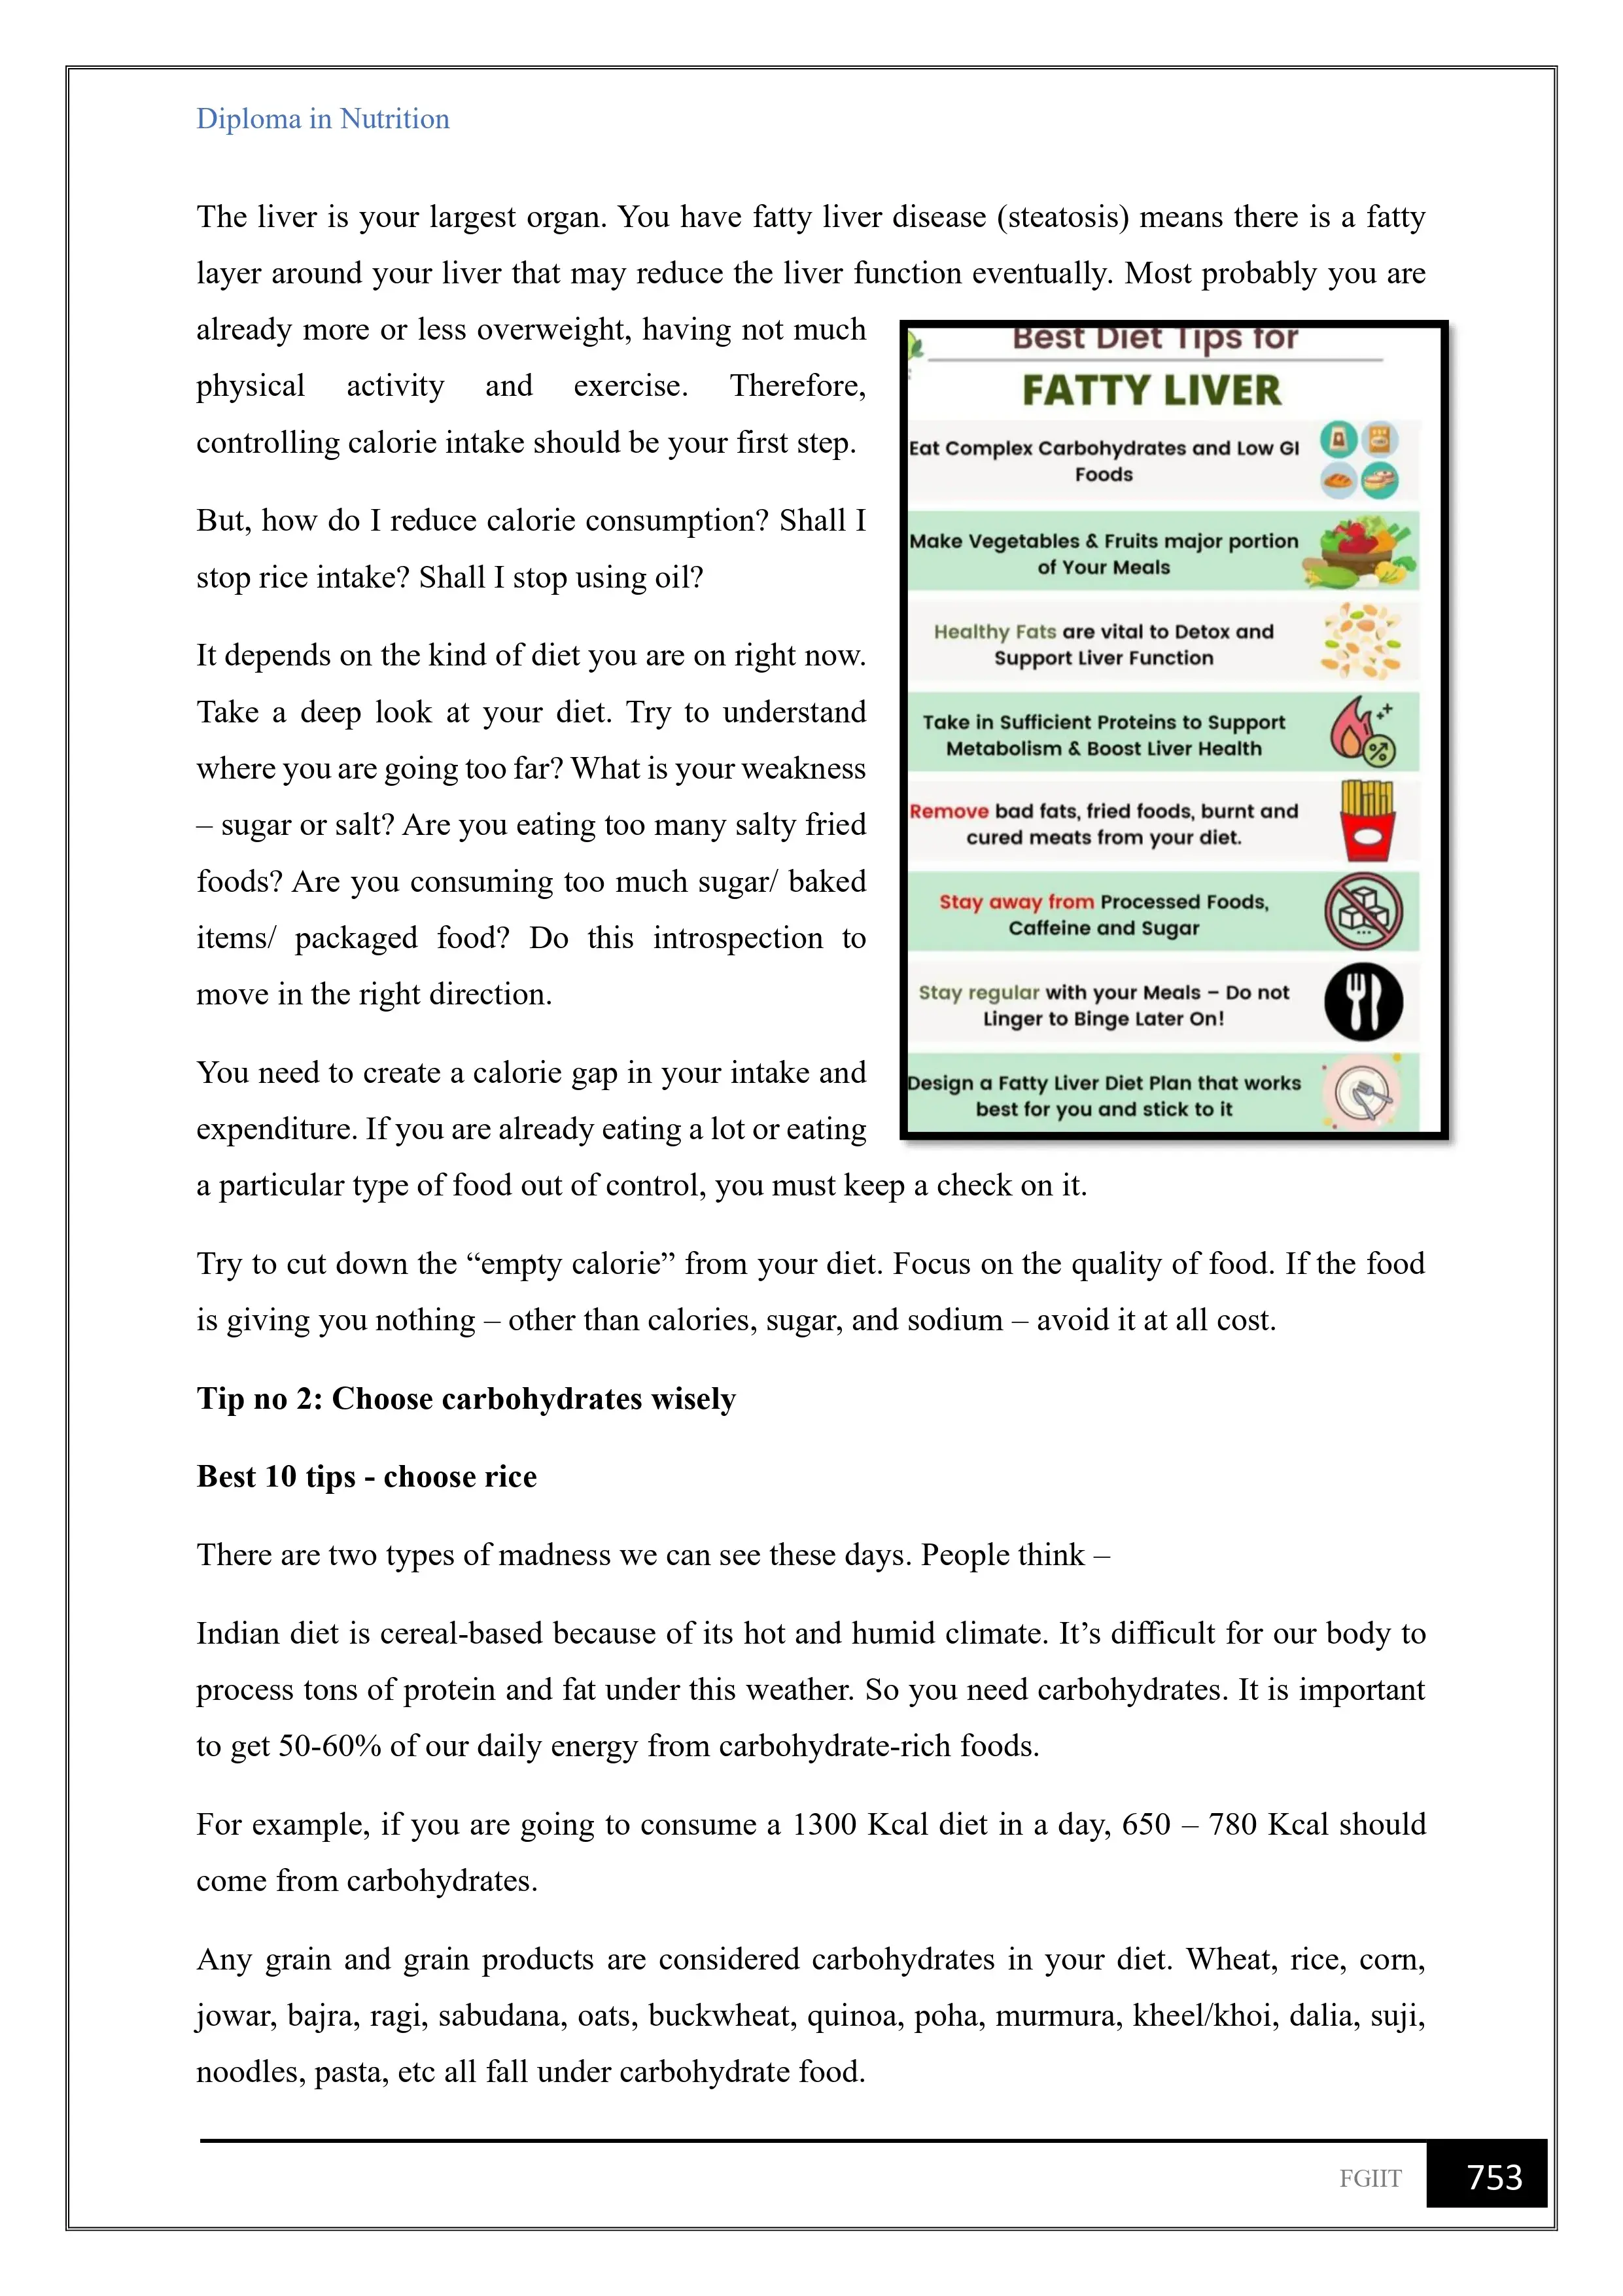 Diploma in Nutrition
The liver is your largest organ. You have fatty liver disease (steatosis) means there is a fatty
layer around your liver that may reduce the liver function eventually. Most probably you are
already more or less overweight, having not much
physical activity and exercise. Therefore,
controlling calorie intake should be your first step.
But, how do I reduce calorie consumption? Shall I
stop rice intake? Shall I stop using oil?
It depends on the kind of diet you are on right now.
Take a deep look at your diet. Try to understand
where you are going too far? What is your weakness
– sugar or salt? Are you eating too many salty fried
foods? Are you consuming too much sugar/ baked
items/ packaged food? Do this introspection to
move in the right direction.
You need to create a calorie gap in your intake and
expenditure. If you are already eating a lot or eating
a particular type of food out of control, you must keep a check on it.
Best Diet Tips for
FATTY LIVER
Eat Complex Carbohydrates and Low GI
Foods
Make Vegetables & Fruits major portion
of Your Meals
Healthy Fats are vital to Detox and
Support Liver Function
Take in Sufficient Proteins to Support
Metabolism & Boost Liver Health
Remove bad fats, fried foods, burnt and
cured meats from your diet.
Stay away from Processed Foods,
Caffeine and Sugar
Stay regular with your Meals – Do not
Linger to Binge Later On!
Design a Fatty Liver Diet Plan that works
best for you and stick to it
Try to cut down the “empty calorie” from your diet. Focus on the quality of food. If the food
is giving you nothing – other than calories, sugar, and sodium – avoid it at all cost.
Tip no 2: Choose carbohydrates wisely
Best 10 tips - choose rice
There are two types of madness we can see these days. People think –
Indian diet is cereal-based because of its hot and humid climate. It’s difficult for our body to
process tons of protein and fat under this weather. So you need carbohydrates. It is important
to get 50-60% of our daily energy from carbohydrate-rich foods.
For example, if you are going to consume a 1300 Kcal diet in a day, 650 – 780 Kcal should
come from carbohydrates.
Any grain and grain products are considered carbohydrates in your diet. Wheat, rice, corn,
jowar, bajra, ragi, sabudana, oats, buckwheat, quinoa, poha, murmura, kheel/khoi, dalia, suji,
noodles, pasta, etc all fall under carbohydrate food.
FGIIT
753